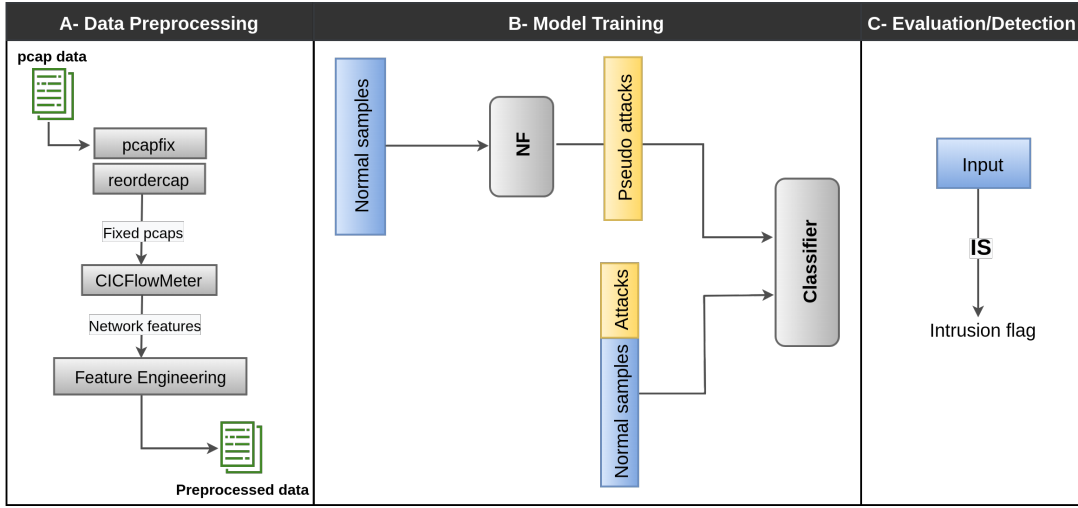 A- Data Preprocessing
pcap data
pcapfix
reordercap
Fixed pcaps
CICFlowMeter
Network features
Feature Engineering
Preprocessed data
B- Model Training
Normal samples
NF
Pseudo attacks
Attacks
Normal samples
Classifier
C- Evaluation/Detection
Input
IS
Intrusion flag